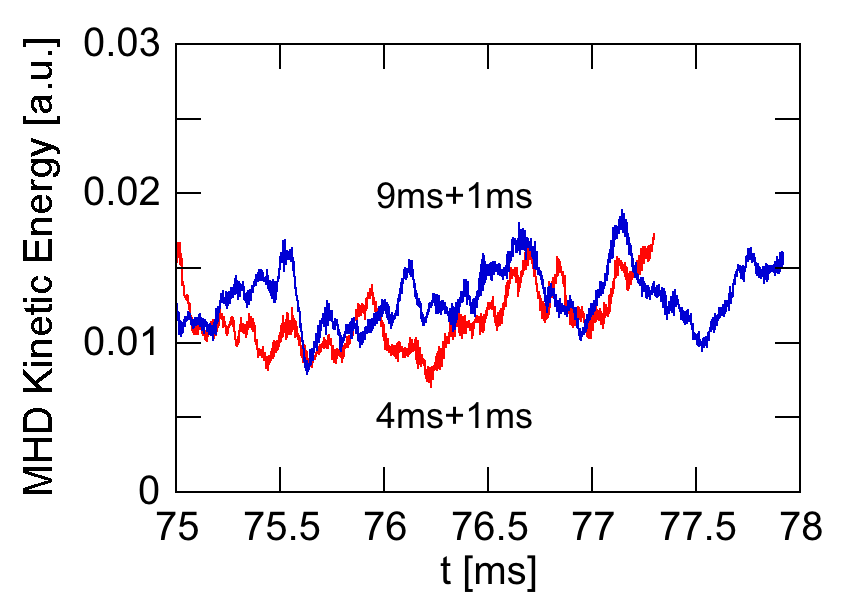 MHD Kinetic Energy [a.u.]
0.03
0.02
0.01
0
9ms+1ms
4ms+1ms
75 75.5 76 76.5 77 77.5 78
t [ms]